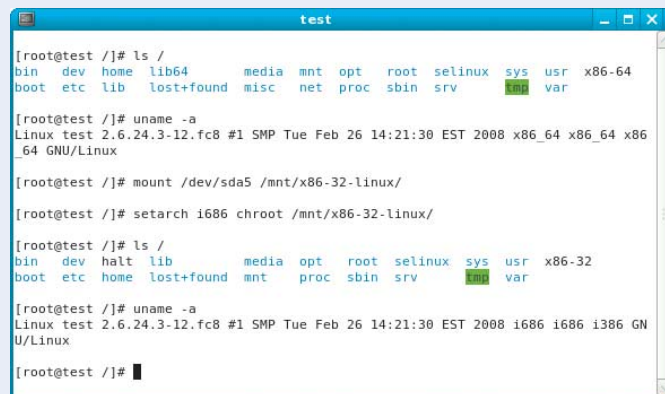 test
[root@test /]# ls /
bin dev home lib64 media mnt opt root selinux sys usr x86-64
boot etc lib lost+found misc net proc sbin srv tmp var
[root@test /]# uname -a
Linux test 2.6.24.3-12.fc8 #1 SMP Tue Feb 26 14:21:30 EST 2008 x86_64 x86_64 x86
_64 GNU/Linux
[root@test /]# mount /dev/sda5 /mnt/x86-32-linux/
[root@test /]# setarch i686 chroot /mnt/x86-32-linux/
[root@test /]# ls /
bin dev halt lib media opt root selinux sys usr x86-32
boot etc home lost+found mnt proc sbin srv tmp var
[root@test /]# uname -a
Linux test 2.6.24.3-12.fc8 #1 SMP Tue Feb 26 14:21:30 EST 2008 i686 i686 i386 GN
U/Linux
[root@test /]#